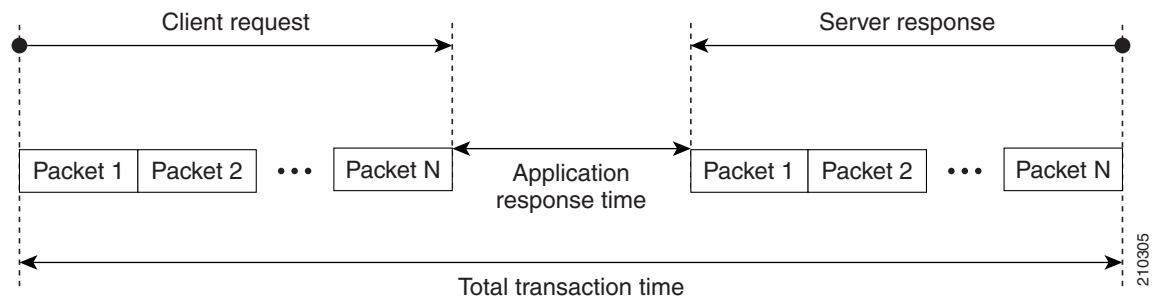 Client request
Server response
Packet 1 Packet 2 ••• Packet N
Application
response time
Packet 1 Packet 2 ••• Packet N
Total transaction time
210305